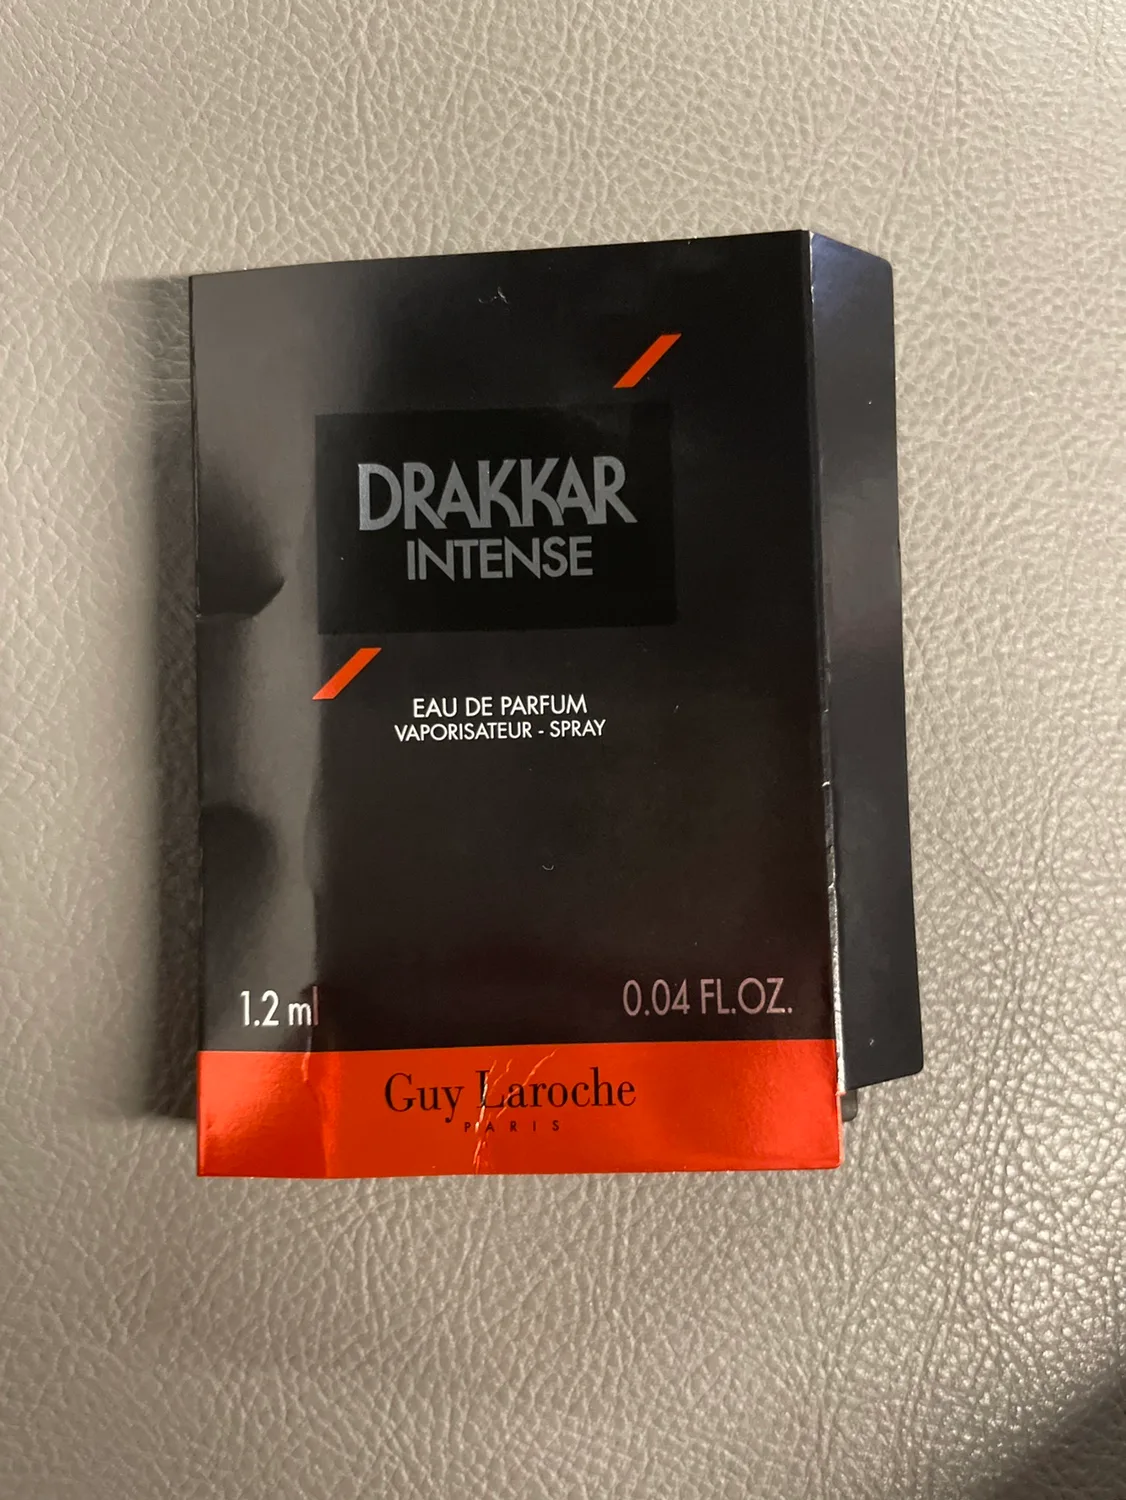 DRAKKAR
INTENSE
EAU DE PARFUM
VAPORISATEUR - SPRAY
1.2 ml
0.04 FL.OZ.
Guy Laroche
PARIS